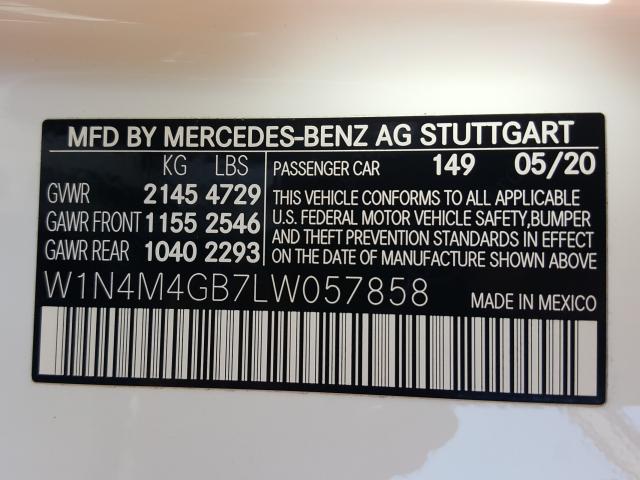 MFD BY MERCEDES-BENZ AG STUTTGART
KG LBS
GVWR 2145 4729
GAWR FRONT 1155 2546
GAWR REAR 1040 2293
PASSENGER CAR 149 05/20
THIS VEHICLE CONFORMS TO ALL APPLICABLE
U.S. FEDERAL MOTOR VEHICLE SAFETY,BUMPER
AND THEFT PREVENTION STANDARDS IN EFFECT
ON DATE OF MANUFACTURE SHOWN ABOVE
W1N4M4GB7LW057858
MADE IN MEXICO